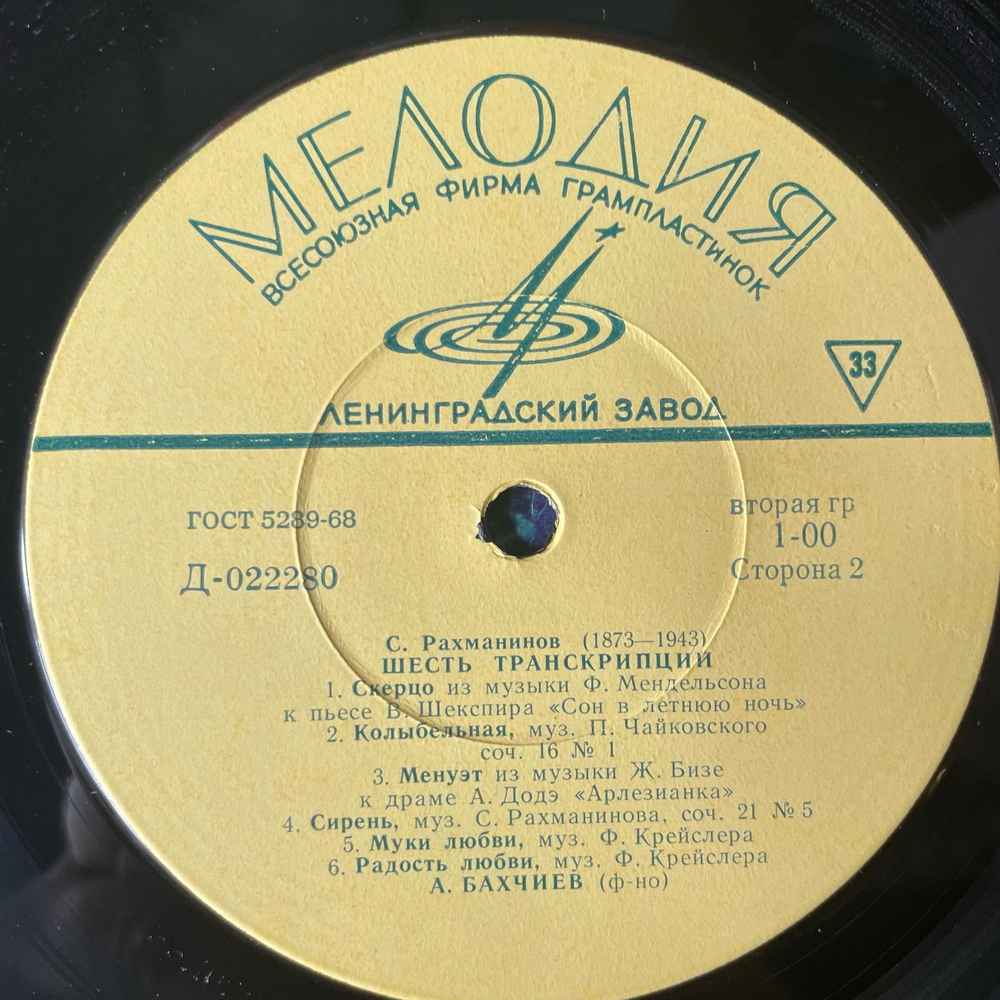 МЕЛОДИЯ
ВСЕСОЮЗНАЯ ФИРМА ГРАМПЛАСТИНОК
33
ЛЕНИНГРАДСКИЙ ЗАВОД
ГОСТ 5289-68
Д-022280
вторая гр
1-00
Сторона 2
С. Рахманинов (1873—1943)
ШЕСТЬ ТРАНСКРИПЦИЙ
1. Скерцо из музыки Ф. Мендельсона
к пьесе В. Шекспира «Сон в летнюю ночь»
2. Колыбельная, муз. П. Чайковского
соч. 16 № 1
3. Менуэт из музыки Ж. Бизе
к драме А. Додэ «Арлезианка»
4. Сирень, муз. С. Рахманинова, соч. 21 № 5
5. Муки любви, муз. Ф. Крейслера
6. Радость любви, муз. Ф. Крейслера
А. БАХЧИЕВ (ф-но)